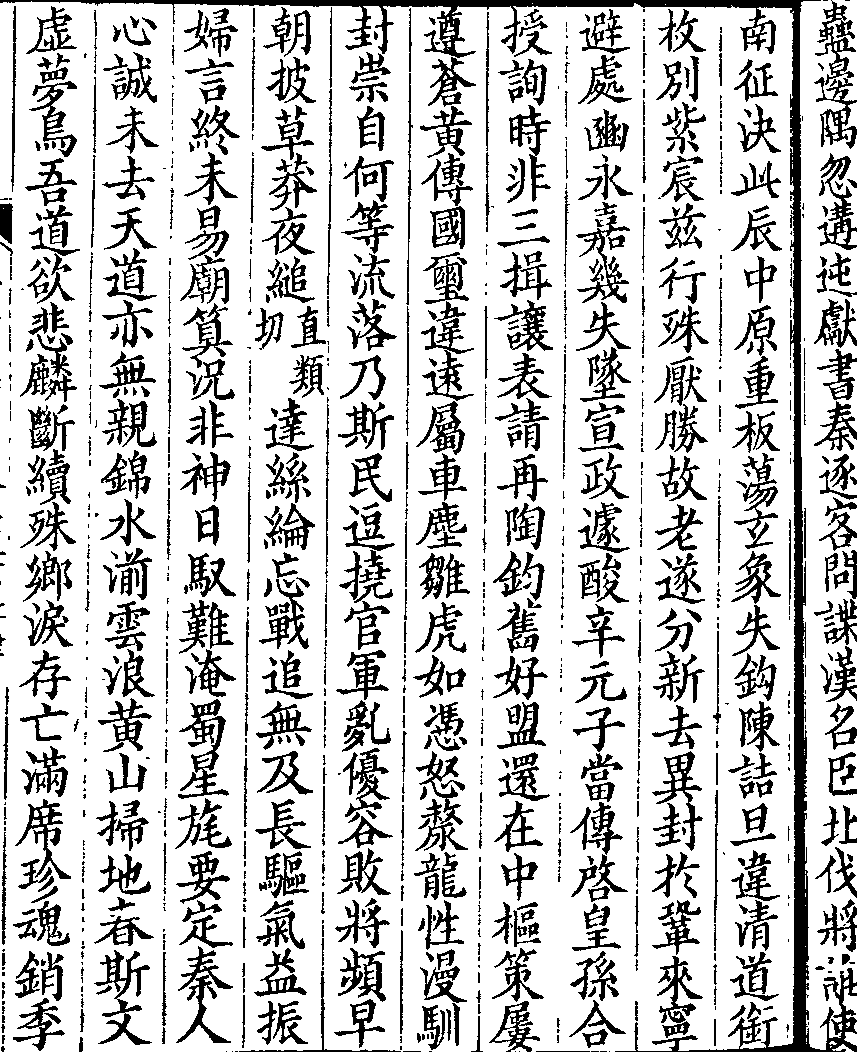 蠱邊隅忽遘迍獻書秦逐客間諜漢名臣北伐將誰使
南征決此辰中原重板蕩玄象失鈎陳詰旦違清道銜
枚別紫宸兹行殊厭勝故老遂分新去異封於鞏來寧
避處豳永嘉幾失墜宣政遽酸辛元子當傳啓皇孫合
授詢時非三揖讓表請再陶鈞舊好盟還在中樞策屢
遵蒼黃傳國璽違遠屬車塵雛虎如憑怒漦龍性漫馴
封崇自何等流落乃斯民逗撓官軍亂優容敗將頻早
朝披草莽夜縋直類切達絲綸忘戰追無及長驅氣益振
婦言終未易廟筭況非神日馭難淹蜀星旄要定秦人
心誠未去天道亦無親錦水湔雲浪黃山掃地春斯文
虛夢鳥吾道欲悲麟斷續殊鄉淚存亡滿席珍魂銷季